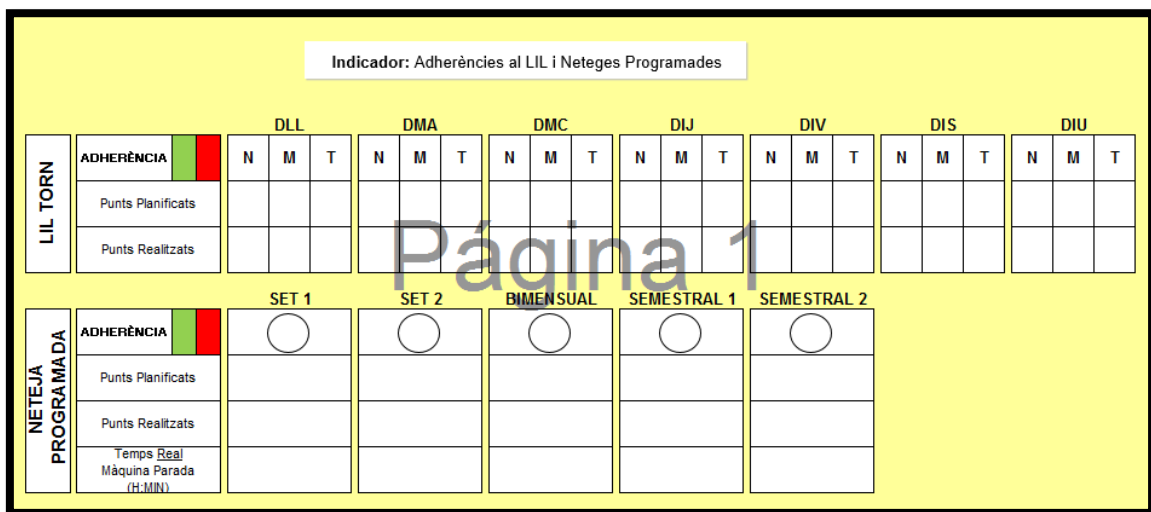 Indicador: Adherències al LIL i Neteges Programades
DLL DMA DMC DIJ DIV DIS DIU
LIL TORN
ADHERÈNCIA N M T N M T N M T N M T N M T N M T N M T
Punts Planificats
Punts Realitzats
Página 1
SET 1 SET 2 BIMENSUAL SEMESTRAL 1 SEMESTRAL 2
NETEJA
PROGRAMADA
ADHERÈNCIA
Punts Planificats
Punts Realitzats
Temps Real
Màquina Parada
(H:MIN)